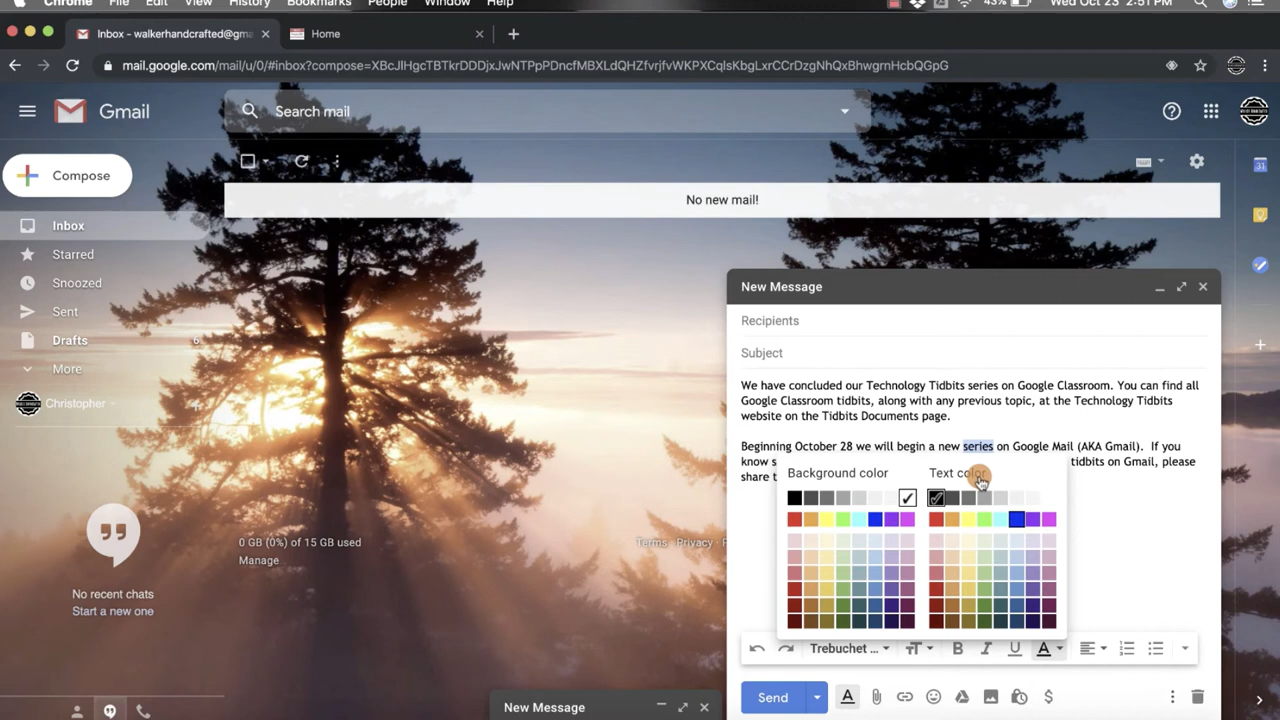 Chrome File Edit View History Bookmarks People Window Help 43% Wed Oct 23 2:51 PM
Inbox - walkerhandcrafted@gma × Home × +
mail.google.com/mail/u/0/#inbox?compose=XBcJlHgcTBTkrDDDjxJwNTPpPDncfMBXLdQHZfvrjfvWKPXCqlsKbgLxrCCrDzgNhQxBhwgrnHcbQGpG
Gmail Search mail
Compose
No new mail!
Inbox
Starred
Snoozed
Sent
Drafts 6
More
Christopher
New Message
Recipients
Subject
We have concluded our Technology Tidbits series on Google Classroom. You can find all
Google Classroom tidbits, along with any previous topic, at the Technology Tidbits
website on the Tidbits Documents page.
Beginning October 28 we will begin a new series on Google Mail (AKA Gmail). If you
know s tidbits on Gmail, please
share t
Background color Text color
0 GB (0%) of 15 GB used
Manage
Terms · Privacy ·
No recent chats
Start a new one
Trebuchet ...
Send
New Message
31